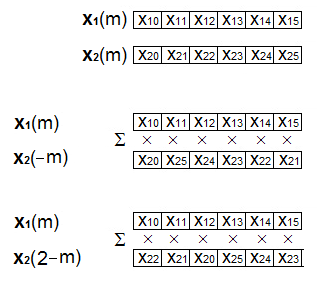 X1(m) X10 X11 X12 X13 X14 X15
X2(m) X20 X21 X22 X23 X24 X25
X1(m) X10 X11 X12 X13 X14 X15
Σ × × × × × ×
X2(−m) X20 X25 X24 X23 X22 X21
X1(m) X10 X11 X12 X13 X14 X15
Σ × × × × × ×
X2(2−m) X22 X21 X20 X25 X24 X23